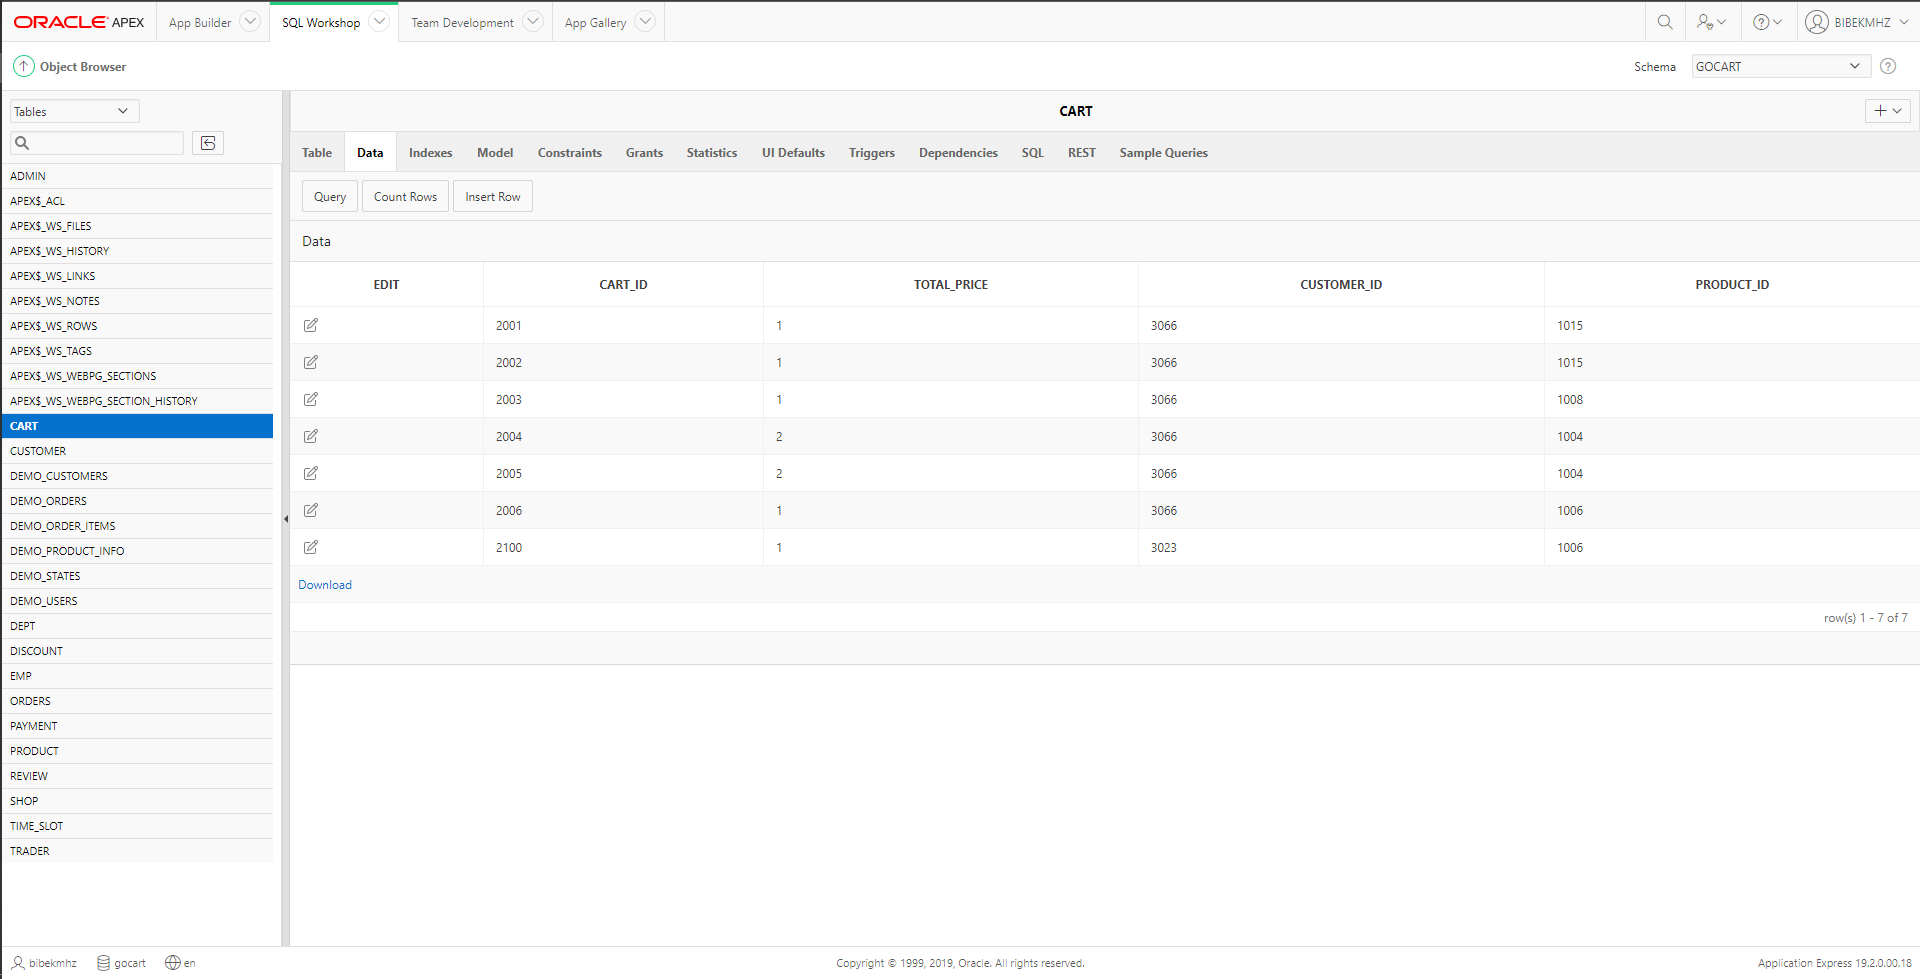 ORACLE APEX App Builder SQL Workshop Team Development App Gallery BIBEKMHZ
Object Browser Schema GOCART
Tables
CART
Table Data Indexes Model Constraints Grants Statistics UI Defaults Triggers Dependencies SQL REST Sample Queries
Query Count Rows Insert Row
Data
EDIT CART_ID TOTAL_PRICE CUSTOMER_ID PRODUCT_ID
2001 1 3066 1015
2002 1 3066 1015
2003 1 3066 1008
2004 2 3066 1004
2005 2 3066 1004
2006 1 3066 1006
2100 1 3023 1006
Download
row(s) 1 - 7 of 7
ADMIN
APEX$_ACL
APEX$_WS_FILES
APEX$_WS_HISTORY
APEX$_WS_LINKS
APEX$_WS_NOTES
APEX$_WS_ROWS
APEX$_WS_TAGS
APEX$_WS_WEBPG_SECTIONS
APEX$_WS_WEBPG_SECTION_HISTORY
CART
CUSTOMER
DEMO_CUSTOMERS
DEMO_ORDERS
DEMO_ORDER_ITEMS
DEMO_PRODUCT_INFO
DEMO_STATES
DEMO_USERS
DEPT
DISCOUNT
EMP
ORDERS
PAYMENT
PRODUCT
REVIEW
SHOP
TIME_SLOT
TRADER
bibekmhz gocart en Copyright © 1999, 2019, Oracle. All rights reserved. Application Express 19.2.0.00.18